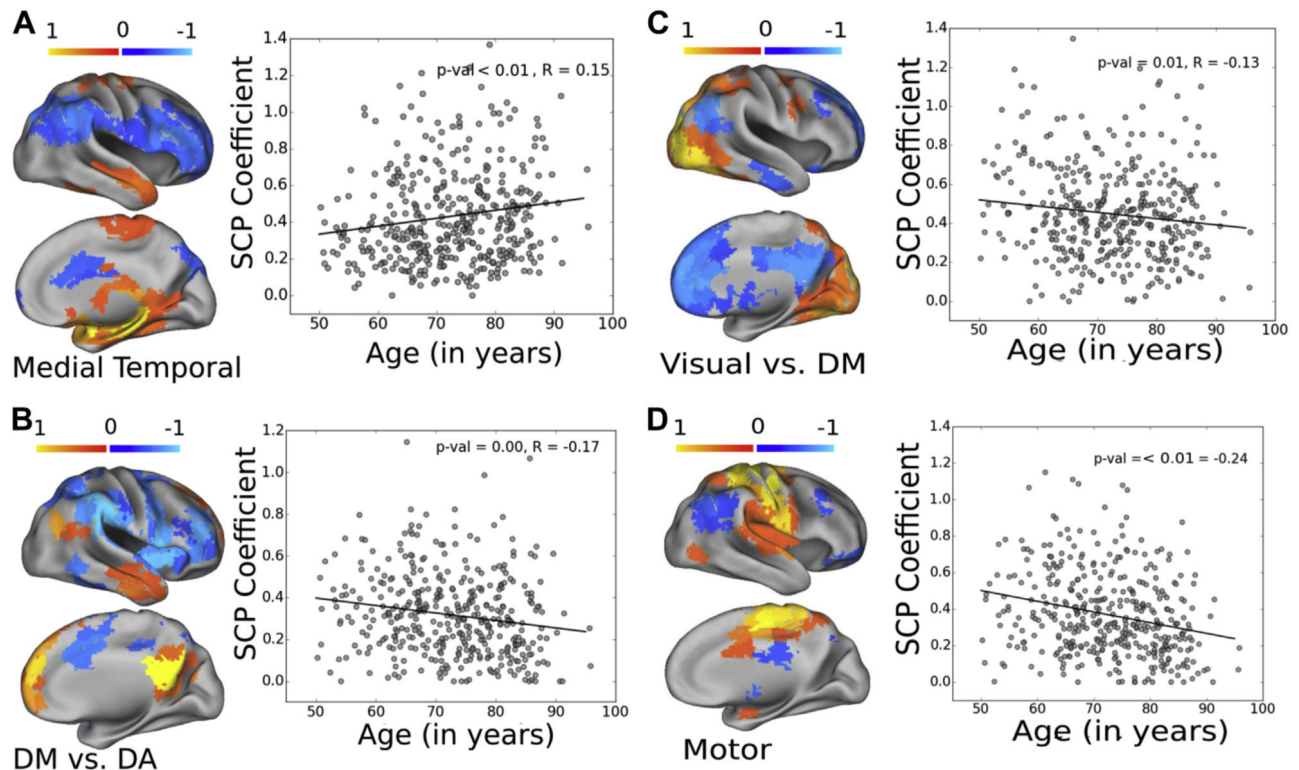 A
1 0 -1
1.4
1.2
1.0
0.8
0.6
0.4
0.2
0.0
SCP Coefficient
p-val < 0.01 , R = 0.15
50 60 70 80 90 100
Age (in years)
Medial Temporal
C
1 0 -1
1.4
1.2
1.0
0.8
0.6
0.4
0.2
0.0
SCP Coefficient
p-val = 0.01, R = -0.13
50 60 70 80 90 100
Age (in years)
Visual vs. DM
B
1 0 -1
1.2
1.0
0.8
0.6
0.4
0.2
0.0
SCP Coefficient
p-val = 0.00, R = -0.17
50 60 70 80 90 100
Age (in years)
DM vs. DA
D
1 0 -1
1.4
1.2
1.0
0.8
0.6
0.4
0.2
0.0
SCP Coefficient
p-val =< 0.01 = -0.24
50 60 70 80 90 100
Age (in years)
Motor